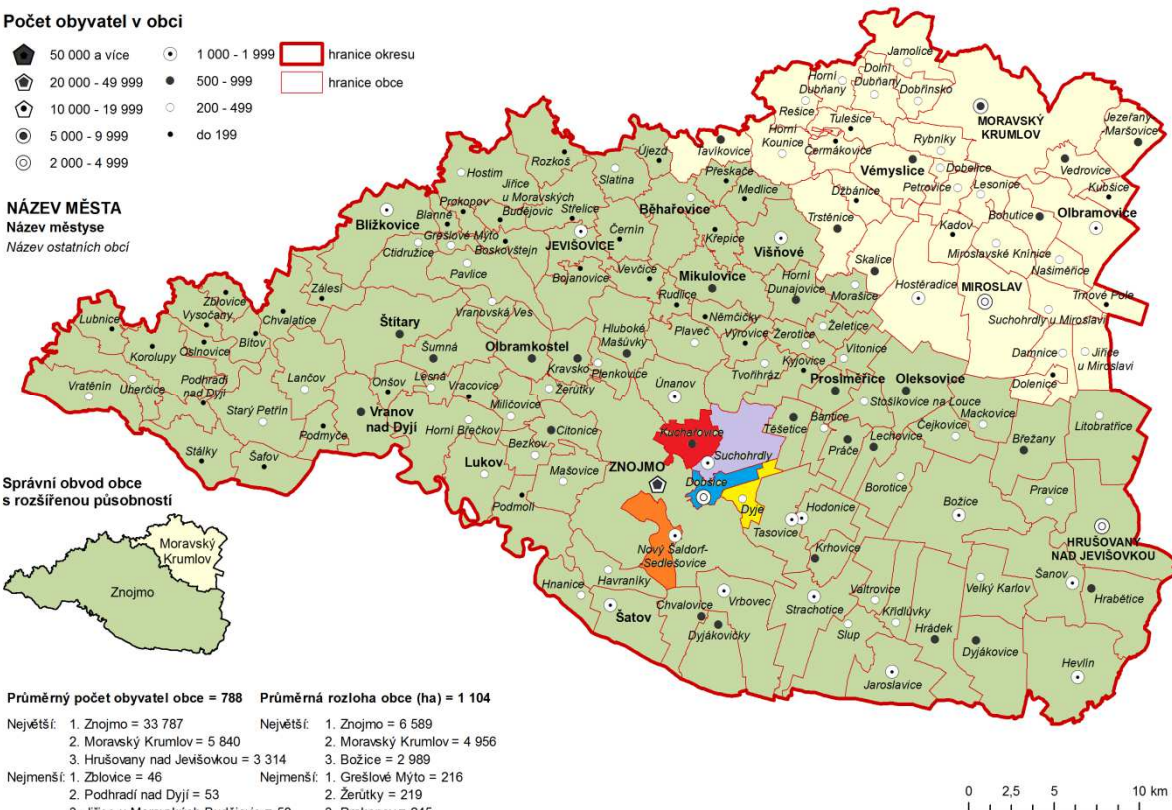 Počet obyvatel v obci
50 000 a více
20 000 - 49 999
10 000 - 19 999
5 000 - 9 999
2 000 - 4 999
1 000 - 1 999
500 - 999
200 - 499
do 199
hranice okresu
hranice obce
NÁZEV MĚSTA
Název městyse
Název ostatních obcí
Jamolice
Horní
Dubňany
Dolní
Dubňany
Dobřínsko
Rešice
MORAVSKÝ
KRUMLOV
Jezeřany
-Maršovice
Tulešice
Horní
Kounice
Čermákovice
Rybníky
Tavíkovice
Vémyslice
Dobelice
Vedrovice
Petrovice
Lesonice
Kubšice
Džbánice
Bohutice
Olbramovice
Trstěnice
Kadov
Miroslavské Knínice
Našiměřice
Skalice
Hostěradice
MIROSLAV
Trnové Pole
Suchohrdly u Miroslavi
Damnice
Jiřice
u Miroslavi
Dolenice
Rozkoš
Újezd
Hostim
Slatina
Přeskače
Jiřice
u Moravských
Budějovic
Medlice
Prokopov
Střelice
Běhařovice
Blanné
Bližkovice
Grešlové Mýto
JEVIŠOVICE
Černín
Křepice
Višňové
Ctidružice
Boskovštejn
Pavlice
Bojanovice
Vevčice
Mikulovice
Horní
Dunajovice
Rudlice
Morašice
Zálesí
Zblovice
Vysočany
Chvalatice
Lubnice
Vranovská Ves
Němčičky
Štítary
Hluboké
Mašůvky
Plaveč
Výrovice
Žerotice
Želetice
Korolupy
Oslnovice
Bítov
Šumná
Olbramkostel
Vítonice
Kravsko
Plenkovice
Tvořihráz
Kyjovice
Vratěnín
Uherčice
Podhradí
nad Dyjí
Lančov
Lesná
Onšov
Vracovice
Žerůtky
Únanov
Prosiměřice
Oleksovice
Stošíkovice na Louce
Starý Petřín
Vranov
nad Dyjí
Milíčovice
Mackovice
Litobratřice
Horní Břečkov
Citonice
Kuchařovice
Těšetice
Bantice
Čejkovice
Podmyče
Bezkov
Práče
Lechovice
Břežany
Stálky
Šafov
Lukov
Mašovice
ZNOJMO
Suchohrdly
Dobšice
Borotice
Pravice
Podmolí
Dyje
Hodonice
Božice
Tasovice
HRUŠOVANY
NAD JEVIŠOVKOU
Nový Šaldorf-
-Sedlešovice
Krhovice
Hnanice
Havraníky
Valtrovice
Velký Karlov
Šanov
Hrabětice
Šatov
Chvalovice
Vrbovec
Strachotice
Křídlůvky
Dyjákovičky
Slup
Hrádek
Dyjákovice
Jaroslavice
Hevlín
Správní obvod obce
s rozšířenou působností
Moravský
Krumlov
Znojmo
Průměrný počet obyvatel obce = 788
Největší: 1. Znojmo = 33 787
2. Moravský Krumlov = 5 840
3. Hrušovany nad Jevišovkou = 3 314
Nejmenší: 1. Zblovice = 46
2. Podhradí nad Dyjí = 53
Průměrná rozloha obce (ha) = 1 104
Největší: 1. Znojmo = 6 589
2. Moravský Krumlov = 4 956
3. Božice = 2 989
Nejmenší: 1. Grešlové Mýto = 216
2. Žerůtky = 219
0 2,5 5 10 km